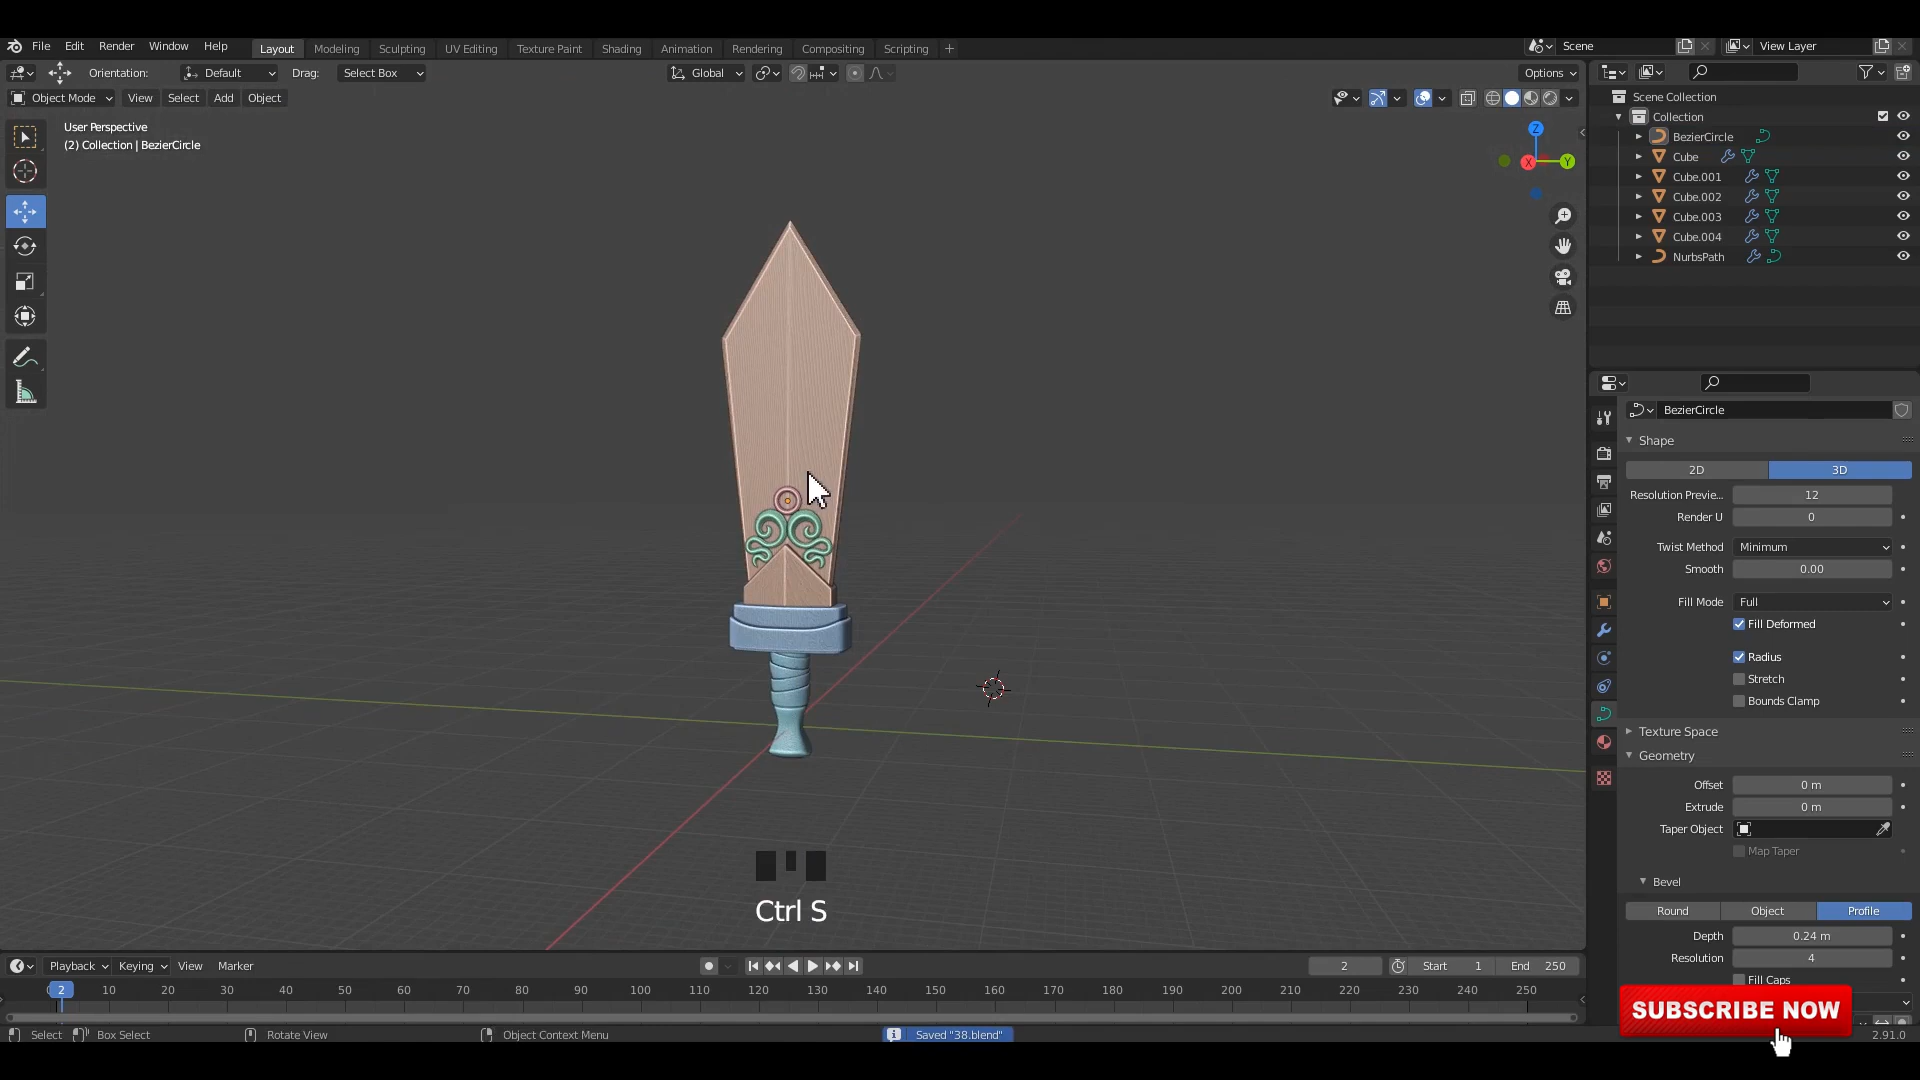 File Edit Render Window Help Layout Modeling Sculpting UV Editing Texture Paint Shading Animation Rendering Compositing Scripting + Scene View Layer
Orientation: Default Drag: Select Box Global Options
Object Mode View Select Add Object
User Perspective
(2) Collection | BezierCircle
Z
X Y
Scene Collection
Collection
BezierCircle
Cube
Cube.001
Cube.002
Cube.003
Cube.004
NurbsPath
BezierCircle
Shape
2D 3D
Resolution Previe... 12
Render U 0
Twist Method Minimum
Smooth 0.00
Fill Mode Full
Fill Deformed
Radius
Stretch
Bounds Clamp
Texture Space
Geometry
Offset 0 m
Extrude 0 m
Taper Object
Map Taper
Bevel
Round Object Profile
Depth 0.24 m
Resolution 4
Fill Caps
Ctrl S
Playback Keying View Marker 2 Start 1 End 250
2 10 20 30 40 50 60 70 80 90 100 110 120 130 140 150 160 170 180 190 200 210 220 230 240 250
Select Box Select Rotate View Object Context Menu Saved "38.blend" 2.91.0
SUBSCRIBE NOW